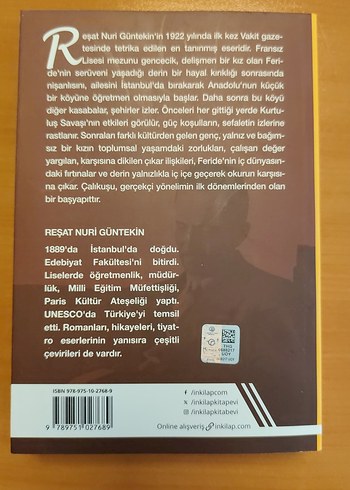 Reşat Nuri Güntekin'in 1922 yılında ilk kez Vakit gaze-
tesinde tetrika edilen en tanınmış eseridir. Fransız
Lisesi mezunu gencecik, delişmen bir kız olan Feri-
de'nin serüveni yaşadığı derin bir hayal kırıklığı sonrasında
nişanlısını, ailesini İstanbul'da bırakarak Anadolu'nun küçük
bir köyüne öğretmen olmasıyla başlar. Daha sonra bu köyü
diğer kasabalar, şehirler izler. Önceleri her gittiği yerde Kurtu-
luş Savaşı'nın etkileri görülür, güç koşulların, sefaletin izlerine
rastlanır. Sonraları farklı kültürden gelen genç, yalnız ve bağım-
sız bir kızın toplumsal yaşamdaki zorlukları, çalışan değer
yargıları, karşısına dikilen çıkar ilişkileri, Feride'nin iç dünyasın-
daki fırtınalar ve derin yalnızlıkla iç içe geçerek okurun karşısı-
na çıkar. Çalıkuşu, gerçekçi yönelimin ilk dönemlerinden olan
bir başyapıttır.
REŞAT NURİ GÜNTEKİN
1889'da İstanbul'da doğdu.
Edebiyat Fakültesi'ni bitirdi.
Liselerde öğretmenlik, müdür-
lük, Milli Eğitim Müfettişliği,
Paris Kültür Ateşeliği yaptı.
UNESCO'da Türkiye'yi temsil
etti. Romanları, hikayeleri, tiyat-
ro eserlerinin yanısıra çeşitli
çevirileri de vardır.
ISBN 978-975-10-2768-9
9 789751 027689
/inkilapcom
/inkilapkitabevi
/inkilapkitabevi
Online alışveriş inkilap.com